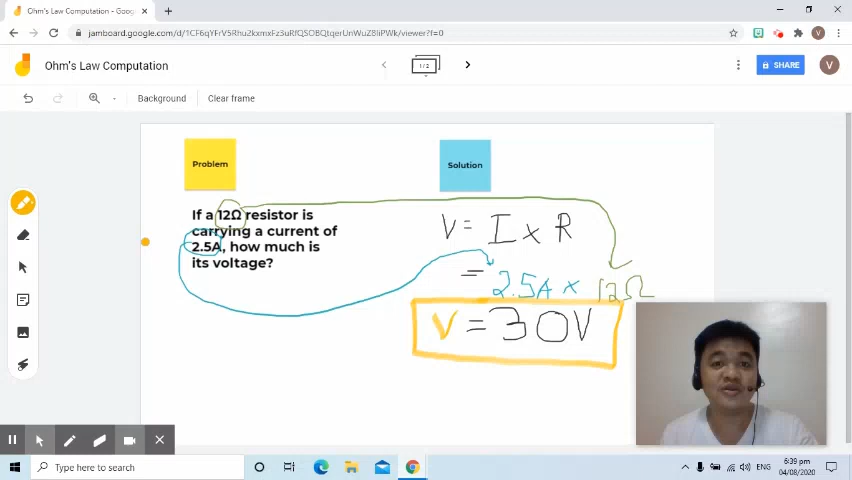 Ohm's Law Computation - Goog
jamboard.google.com/d/1CF6qYFrV5Rhu2kxmxFz3uRfQSOBQtqerUnWuZ8liPWk/viewer?f=0
V
Ohm's Law Computation
1 / 2
SHARE
V
Background
Clear frame
Problem
Solution
If a 12Ω resistor is
carrying a current of
2.5A, how much is
its voltage?
V = I x R
= 2.5A x 12Ω
V = 30V
Type here to search
ENG
6:39 pm
04/08/2020